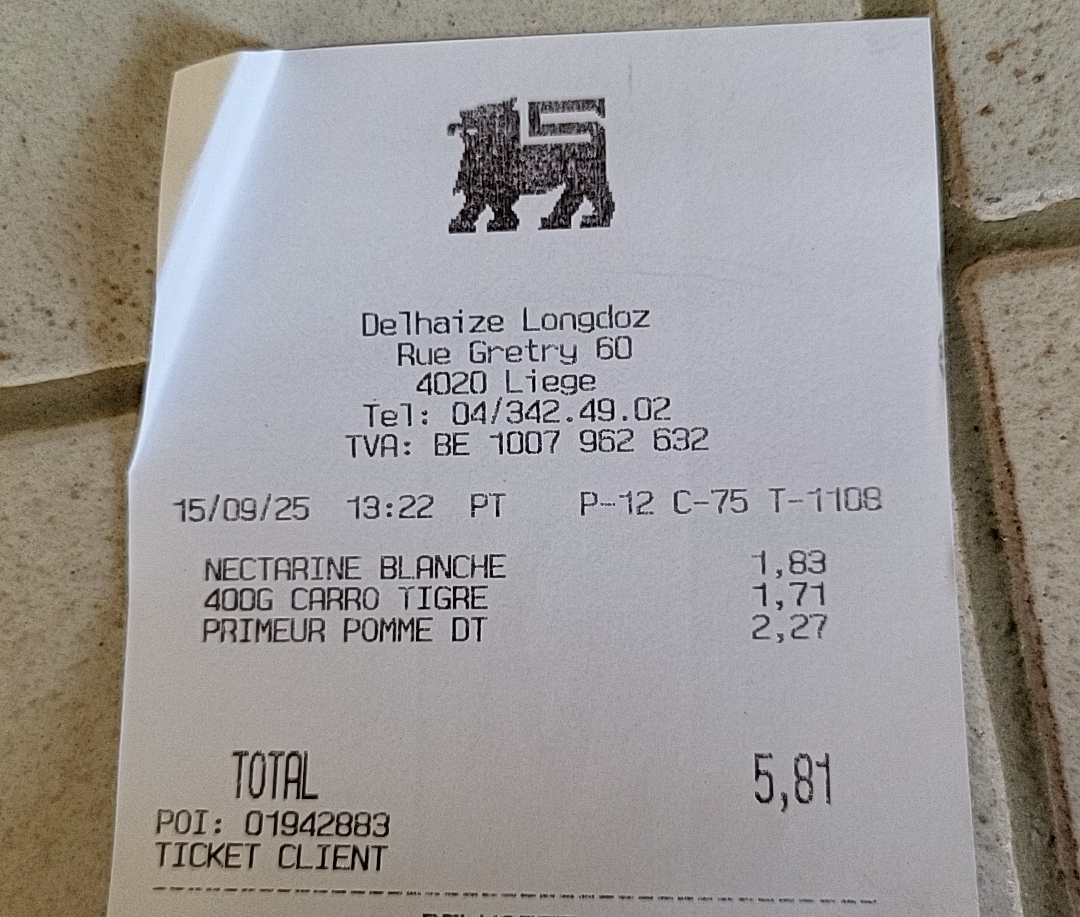 Delhaize Longdoz
Rue Gretry 60
4020 Liege
Tel: 04/342.49.02
TVA: BE 1007 962 632
15/09/25 13:22 PT P-12 C-75 T-1108
NECTARINE BLANCHE 1,83
400G CARRO TIGRE 1,71
PRIMEUR POMME DT 2,27
TOTAL 5,81
POI: 01942883
TICKET CLIENT